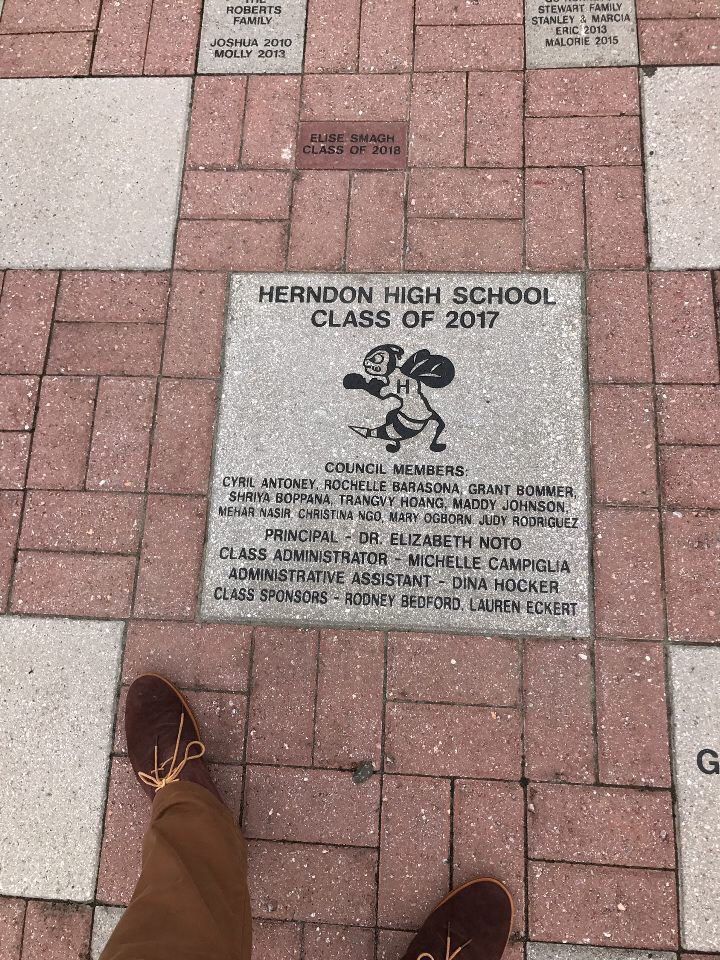 THE
ROBERTS
FAMILY
JOSHUA 2010
MOLLY 2013
STEWART FAMILY
STANLEY & MARCIA
ERIC 2013
MALORIE 2015
ELISE SMAGH
CLASS OF 2018
HERNDON HIGH SCHOOL
CLASS OF 2017
H
COUNCIL MEMBERS:
CYRIL ANTONEY, ROCHELLE BARASONA, GRANT BOMMER,
SHRIYA BOPPANA, TRANGVY HOANG, MADDY JOHNSON,
MEHAR NASIR, CHRISTINA NGO, MARY OGBORN, JUDY RODRIGUEZ
PRINCIPAL - DR. ELIZABETH NOTO
CLASS ADMINISTRATOR - MICHELLE CAMPIGLIA
ADMINISTRATIVE ASSISTANT - DINA HOCKER
CLASS SPONSORS - RODNEY BEDFORD, LAUREN ECKERT
G